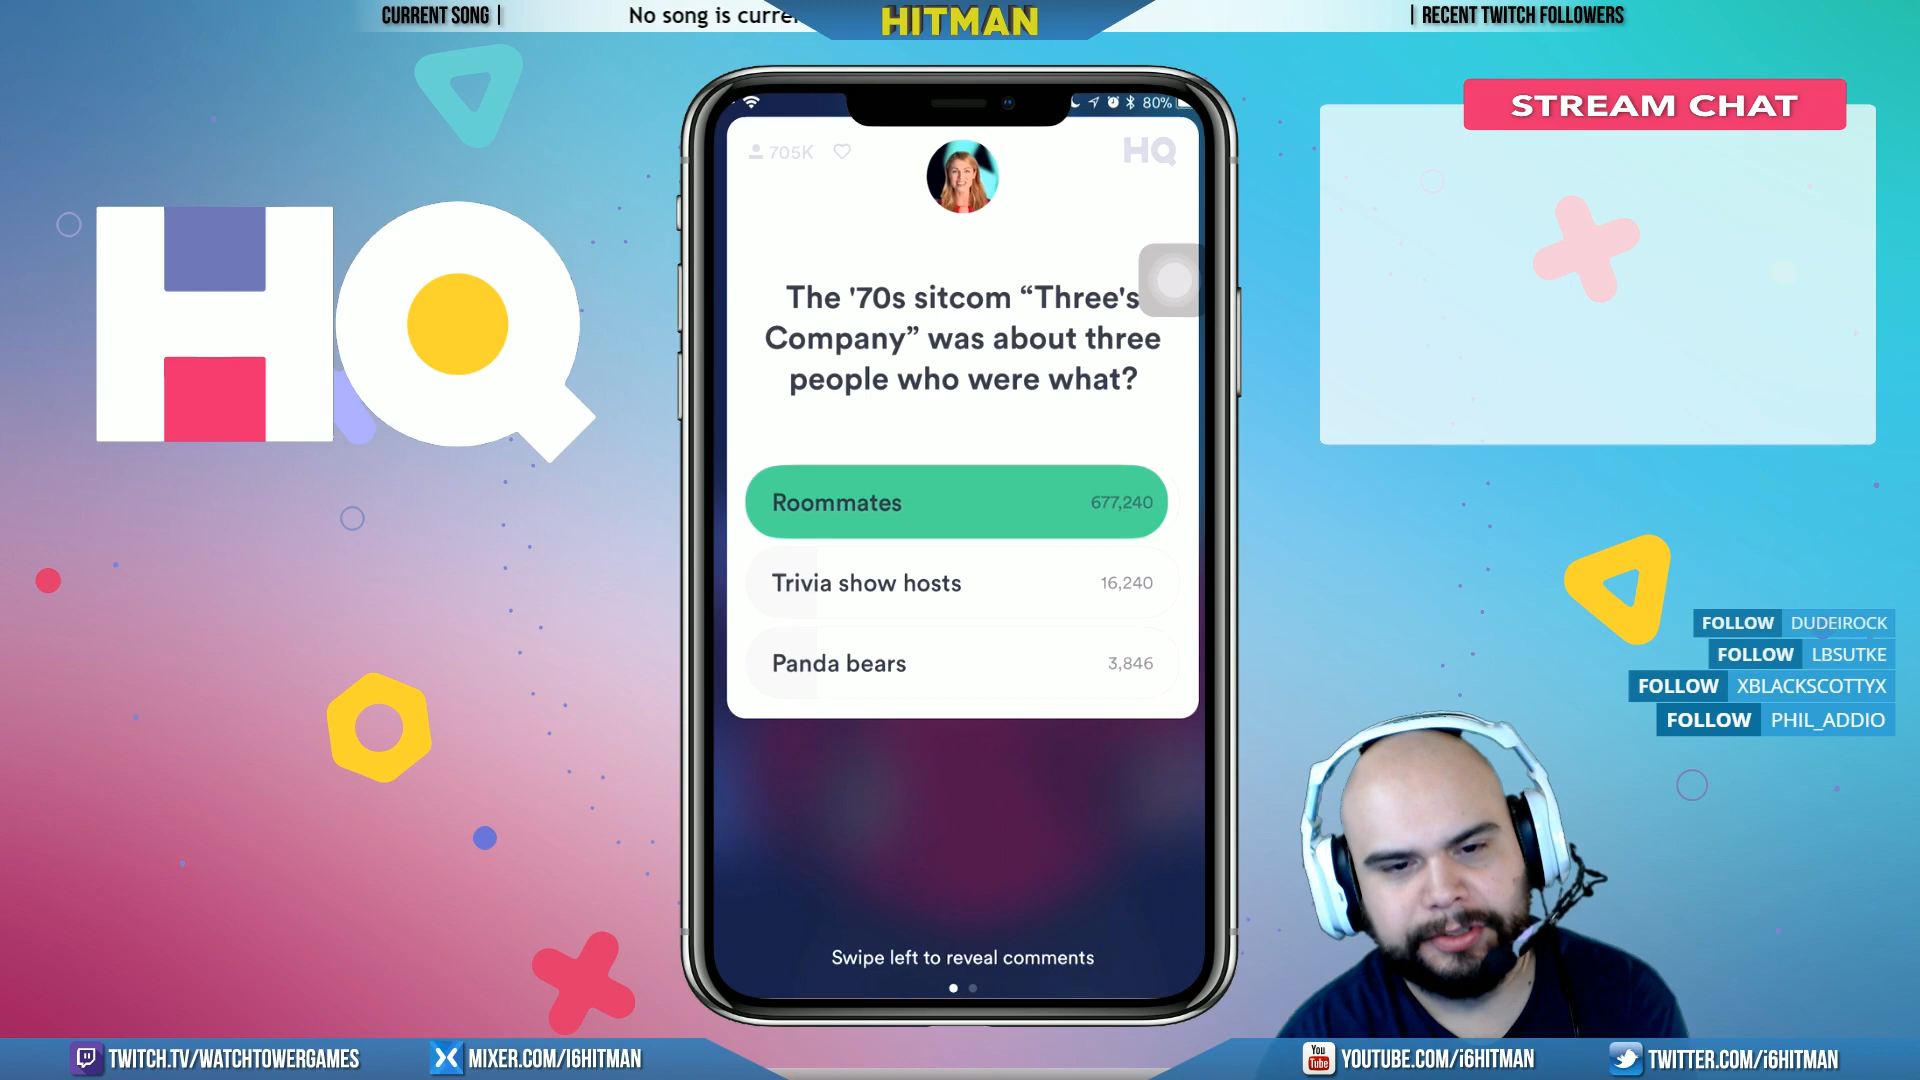 CURRENT SONG |
No song is curre
HITMAN
| RECENT TWITCH FOLLOWERS
HQ
80%
705K
HQ
The '70s sitcom “Three's
Company” was about three
people who were what?
Roommates 677,240
Trivia show hosts 16,240
Panda bears 3,846
Swipe left to reveal comments
STREAM CHAT
FOLLOW DUDEIROCK
FOLLOW LBSUTKE
FOLLOW XBLACKSCOTTYX
FOLLOW PHIL_ADDIO
TWITCH.TV/WATCHTOWERGAMES
MIXER.COM/I6HITMAN
You Tube
YOUTUBE.COM/i6HITMAN
TWITTER.COM/i6HITMAN